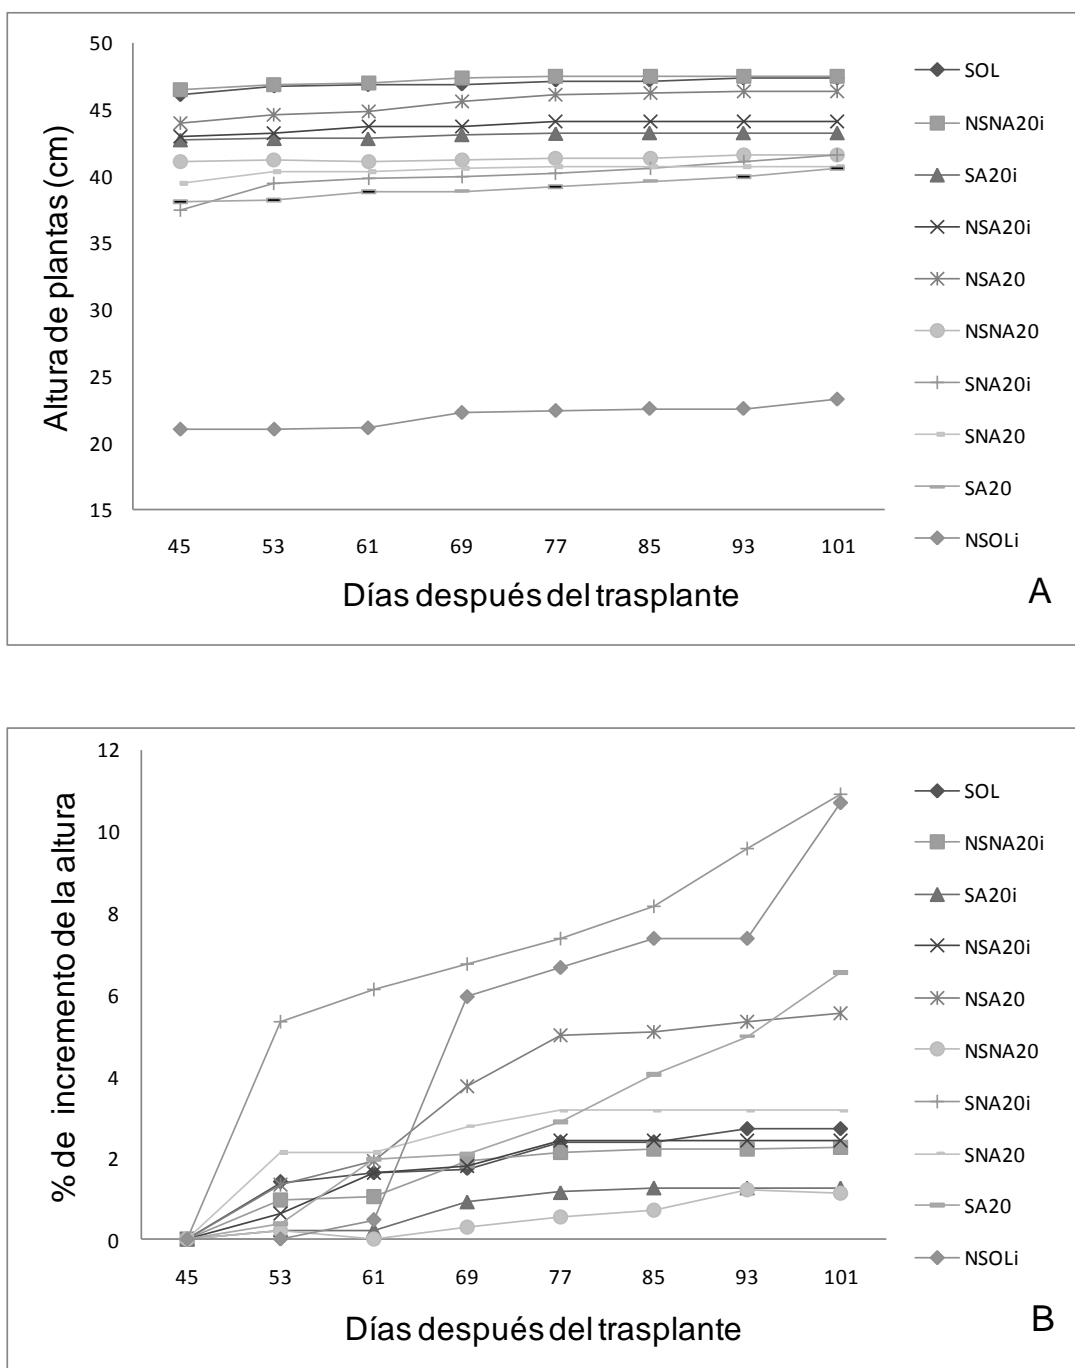 50
45
40
35
30
25
20
15
Altura de plantas (cm)
45 53 61 69 77 85 93 101
Días después del trasplante
SOL
NSNA20i
SA20i
NSA20i
NSA20
NSNA20
SNA20i
SNA20
SA20
NSOLi
A
12
10
8
6
4
2
0
% de incremento de la altura
45 53 61 69 77 85 93 101
Días después del trasplante
SOL
NSNA20i
SA20i
NSA20i
NSA20
NSNA20
SNA20i
SNA20
SA20
NSOLi
B